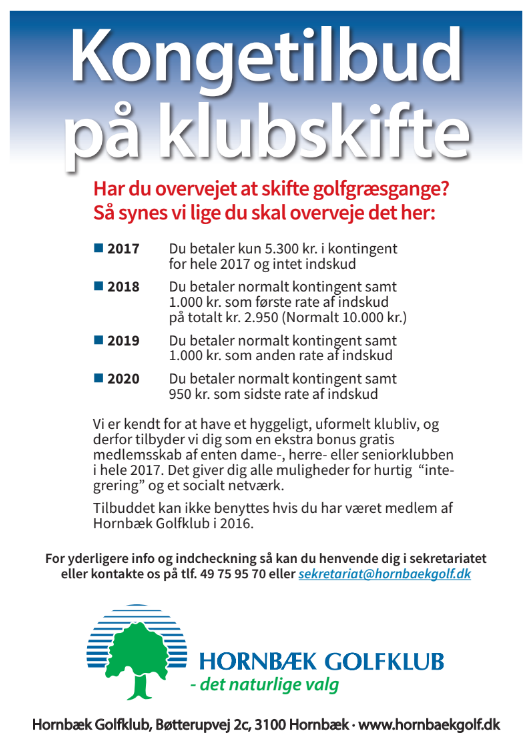 Kongetilbud
på klubskifte
Har du overvejet at skifte golfgræsgange?
Så synes vi lige du skal overveje det her:
2017 Du betaler kun 5.300 kr. i kontingent
for hele 2017 og intet indskud
2018 Du betaler normalt kontingent samt
1.000 kr. som første rate af indskud
på totalt kr. 2.950 (Normalt 10.000 kr.)
2019 Du betaler normalt kontingent samt
1.000 kr. som anden rate af indskud
2020 Du betaler normalt kontingent samt
950 kr. som sidste rate af indskud
Vi er kendt for at have et hyggeligt, uformelt klubliv, og
derfor tilbyder vi dig som en ekstra bonus gratis
medlemsskab af enten dame-, herre- eller seniorklubben
i hele 2017. Det giver dig alle muligheder for hurtig “inte-
grering” og et socialt netværk.
Tilbuddet kan ikke benyttes hvis du har været medlem af
Hornbæk Golfklub i 2016.
For yderligere info og indcheckning så kan du henvende dig i sekretariatet
eller kontakte os på tlf. 49 75 95 70 eller sekretariat@hornbaekgolf.dk
HORNBÆK GOLFKLUB
- det naturlige valg
Hornbæk Golfklub, Bøtterupvej 2c, 3100 Hornbæk · www.hornbaekgolf.dk